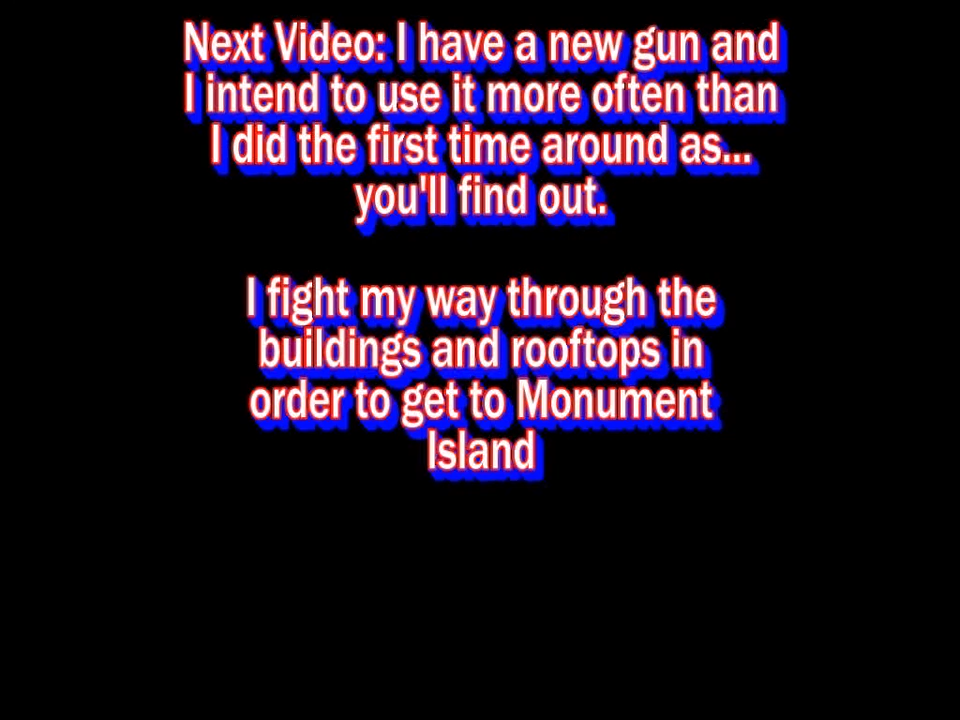 Next Video: I have a new gun and
I intend to use it more often than
I did the first time around as...
you'll find out.
I fight my way through the
buildings and rooftops in
order to get to Monument
Island